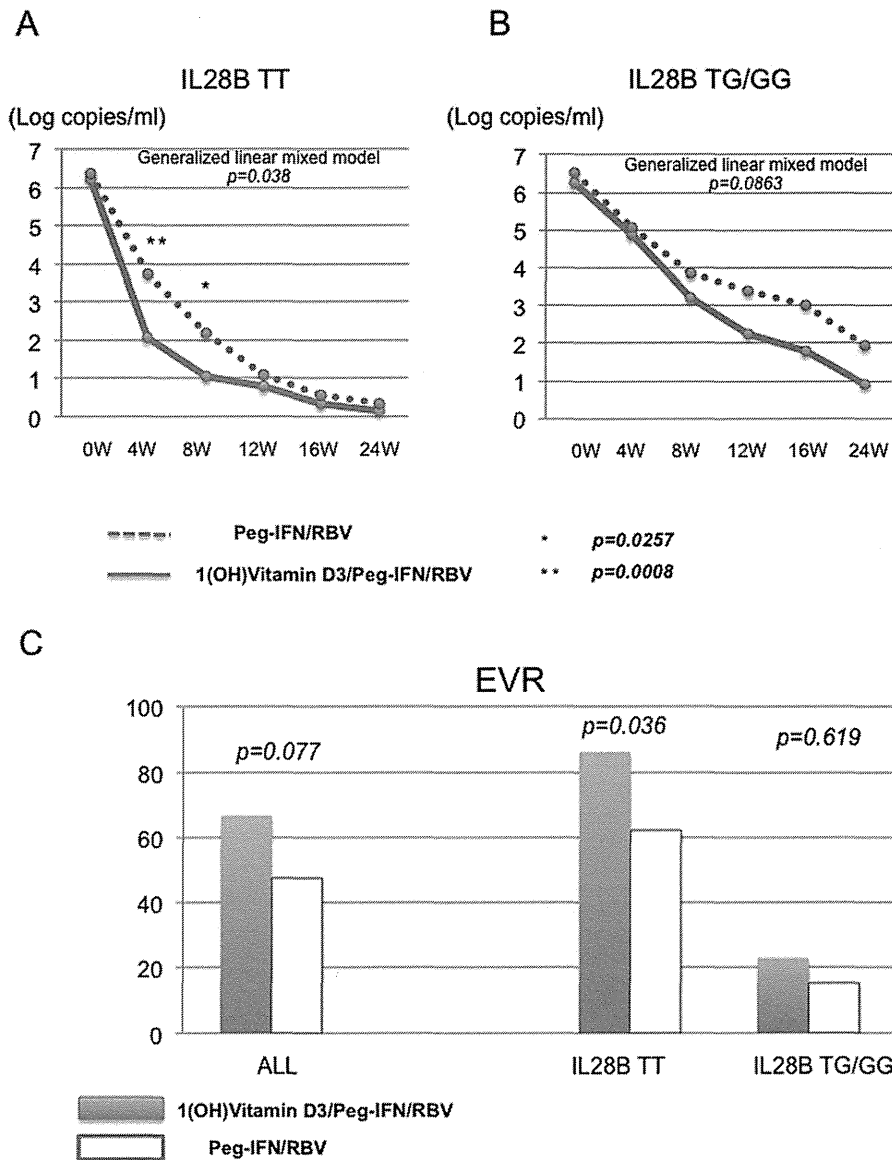 A
IL28B TT
(Log copies/ml)
7
6
5
4
3
2
1
0
Generalized linear mixed model
p=0.038
**
*
0W 4W 8W 12W 16W 24W
B
IL28B TG/GG
(Log copies/ml)
7
6
5
4
3
2
1
0
Generalized linear mixed model
p=0.0863
0W 4W 8W 12W 16W 24W
Peg-IFN/RBV
1(OH)Vitamin D3/Peg-IFN/RBV
* p=0.0257
** p=0.0008
C
EVR
100
80
60
40
20
0
p=0.077
p=0.036
p=0.619
ALL IL28B TT IL28B TG/GG
1(OH)Vitamin D3/Peg-IFN/RBV
Peg-IFN/RBV